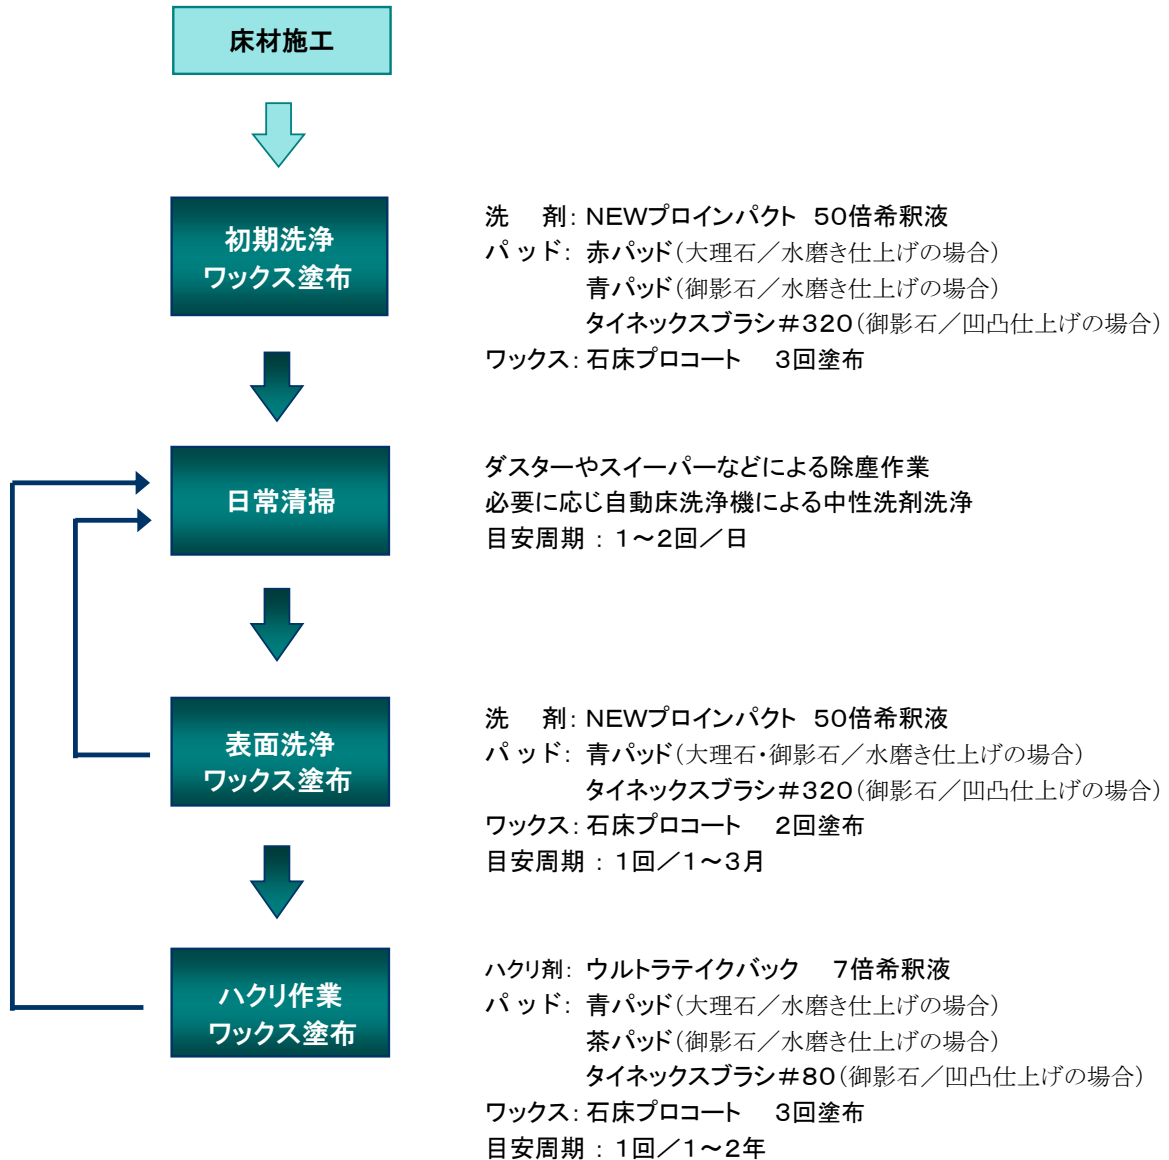 床材施工
初期洗浄
ワックス塗布
洗　剤： NEWプロインパクト　50倍希釈液
パッド： 赤パッド（大理石／水磨き仕上げの場合）
青パッド（御影石／水磨き仕上げの場合）
タイネックスブラシ＃320（御影石／凹凸仕上げの場合）
ワックス： 石床プロコート　3回塗布
日常清掃
ダスターやスイーパーなどによる除塵作業
必要に応じ自動床洗浄機による中性洗剤洗浄
目安周期 ： 1～2回／日
表面洗浄
ワックス塗布
洗　剤： NEWプロインパクト　50倍希釈液
パッド： 青パッド（大理石・御影石／水磨き仕上げの場合）
タイネックスブラシ＃320（御影石／凹凸仕上げの場合）
ワックス： 石床プロコート　2回塗布
目安周期 ： 1回／1～3月
ハクリ作業
ワックス塗布
ハクリ剤： ウルトラテイクバック　7倍希釈液
パッド： 青パッド（大理石／水磨き仕上げの場合）
茶パッド（御影石／水磨き仕上げの場合）
タイネックスブラシ＃80（御影石／凹凸仕上げの場合）
ワックス： 石床プロコート　3回塗布
目安周期 ： 1回／1～2年